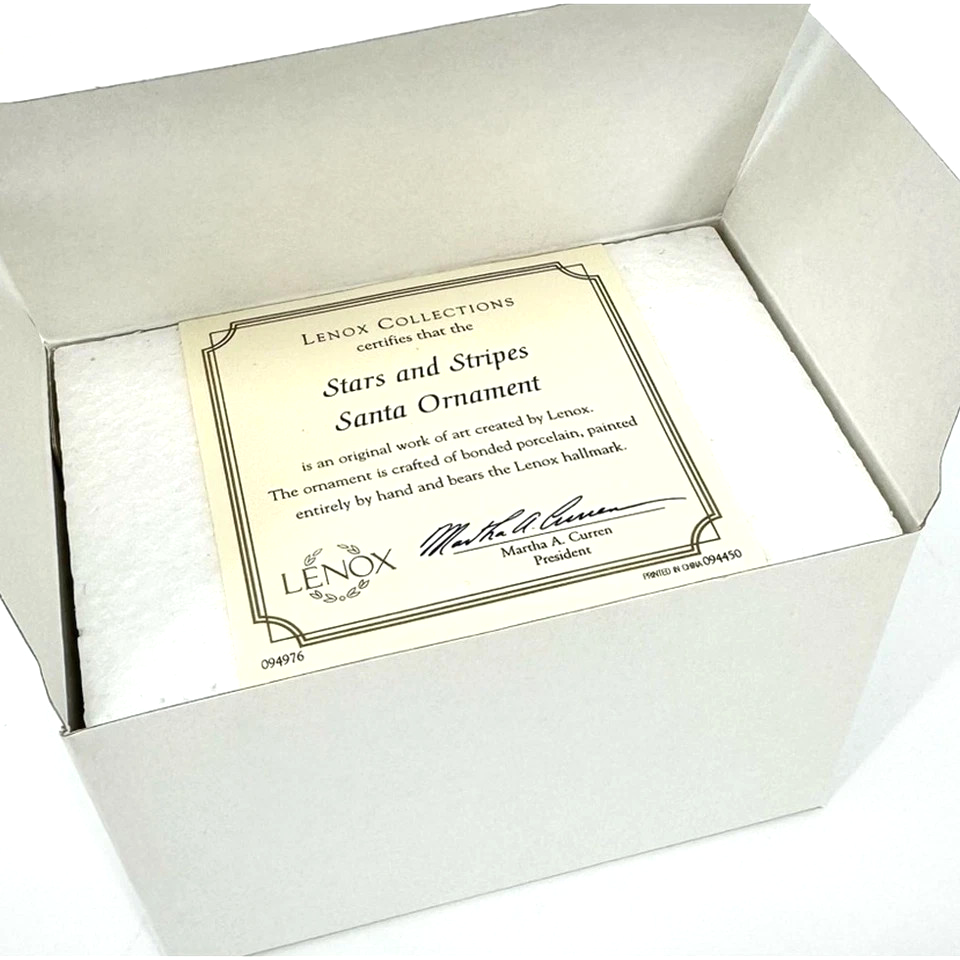 LENOX COLLECTIONS
certifies that the
Stars and Stripes
Santa Ornament
is an original work of art created by Lenox.
The ornament is crafted of bonded porcelain, painted
entirely by hand and bears the Lenox hallmark.
Martha A. Curren
Martha A. Curren
President
LENOX
PRINTED IN CHINA 094450
094976